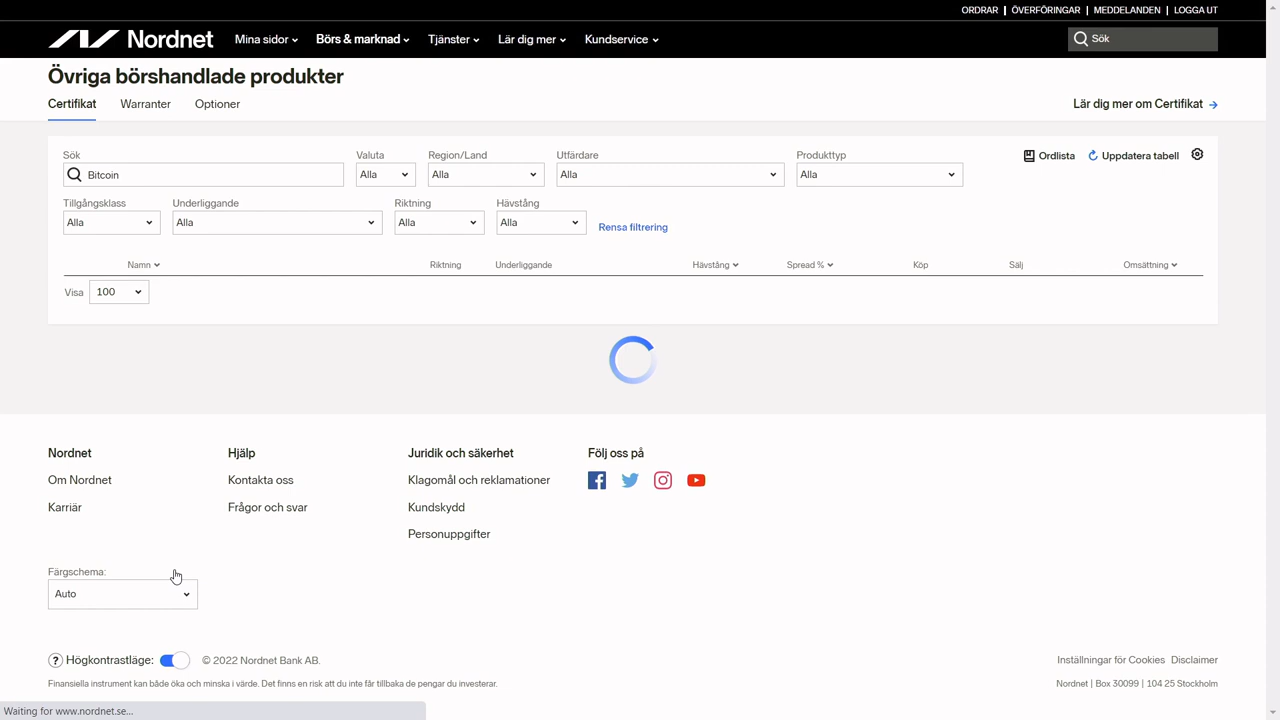 ORDRAR | ÖVERFÖRINGAR | MEDDELANDEN | LOGGA UT
Nordnet Mina sidor Börs & marknad Tjänster Lär dig mer Kundservice Sök
Övriga börshandlade produkter
Certifikat Warranter Optioner Lär dig mer om Certifikat →
Sök Valuta Region/Land Utfärdare Produkttyp Ordlista Uppdatera tabell
Bitcoin Alla Alla Alla Alla
Tillgångsklass Underliggande Riktning Hävstång
Alla Alla Alla Alla Rensa filtrering
Namn Riktning Underliggande Hävstång Spread % Köp Sälj Omsättning
Visa 100
Nordnet Hjälp Juridik och säkerhet Följ oss på
Om Nordnet Kontakta oss Klagomål och reklamationer
Karriär Frågor och svar Kundskydd
Personuppgifter
Färgschema:
Auto
? Högkontrastläge: © 2022 Nordnet Bank AB. Inställningar för Cookies Disclaimer
Finansiella instrument kan både öka och minska i värde. Det finns en risk att du inte får tillbaka de pengar du investerar. Nordnet | Box 30099 | 104 25 Stockholm
Waiting for www.nordnet.se...